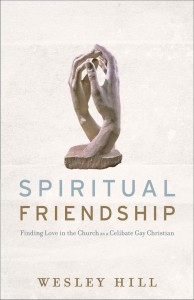 SPIRITUAL
FRIENDSHIP
Finding Love in the Church as a Celibate Gay Christian
WESLEY HILL